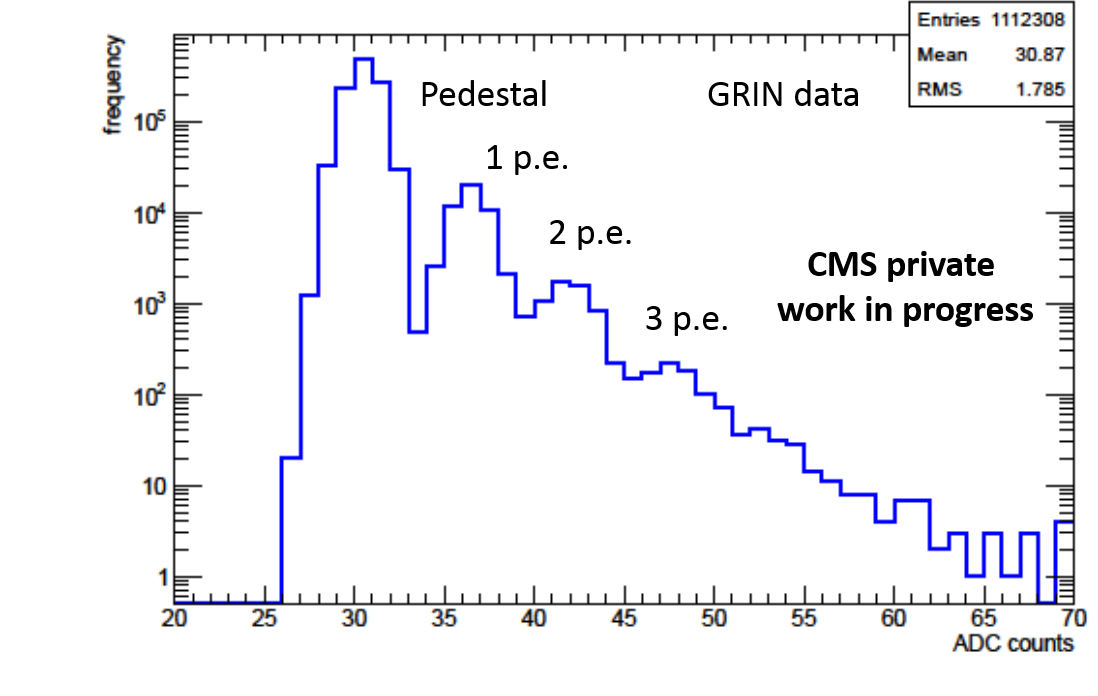 Entries 1112308
Mean 30.87
RMS 1.785
frequency
Pedestal
GRIN data
1 p.e.
2 p.e.
3 p.e.
CMS private
work in progress
10⁵
10⁴
10³
10²
10
1
20 25 30 35 40 45 50 55 60 65 70
ADC counts